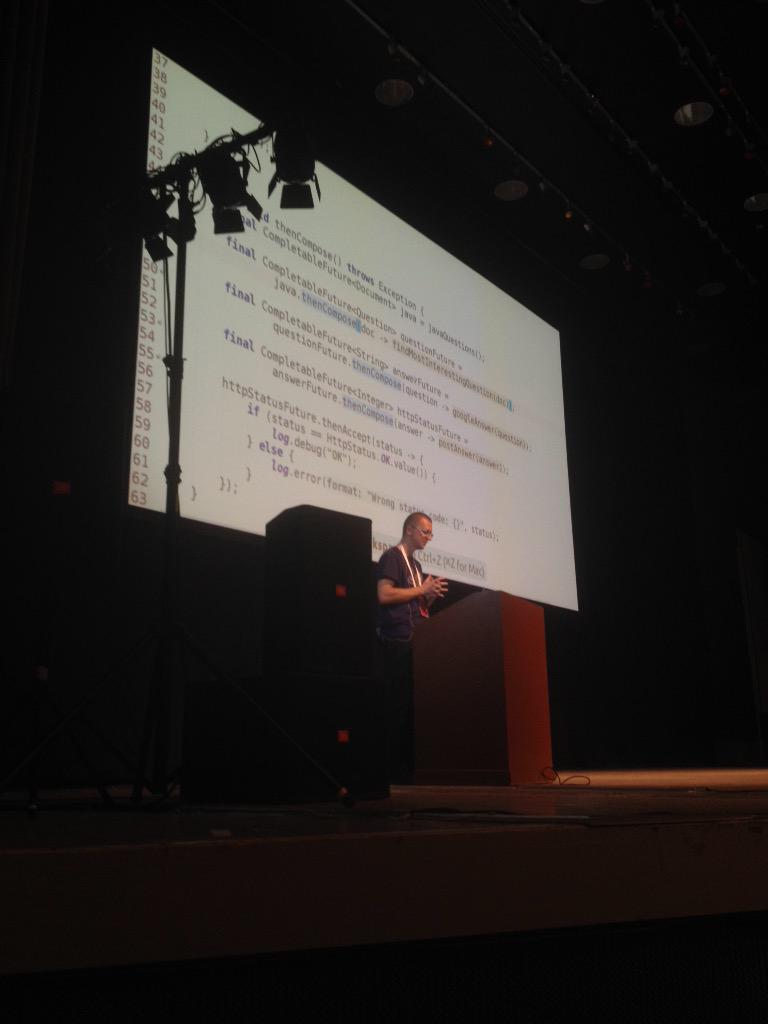 37
38
39
40
41
42 }
43
thenCompose() throws Exception {
final CompletableFuture<Document> java = javaQuestions();
50 final CompletableFuture<Question> questionFuture =
51 java.thenCompose(doc -> findMostInterestingQuestion(doc));
52 final CompletableFuture<String> answerFuture =
53 questionFuture.thenCompose(question -> googleAnswer(question));
54 final CompletableFuture<Integer> httpStatusFuture =
55 answerFuture.thenCompose(answer -> postAnswer(answer));
56 httpStatusFuture.thenAccept(status -> {
57 if (status == HttpStatus.OK.value()) {
58 log.debug("OK");
59 } else {
60 log.error(format: "Wrong status code: {}", status);
61 }
62 });
63 }
Ctrl+Z (⌘Z for Mac)